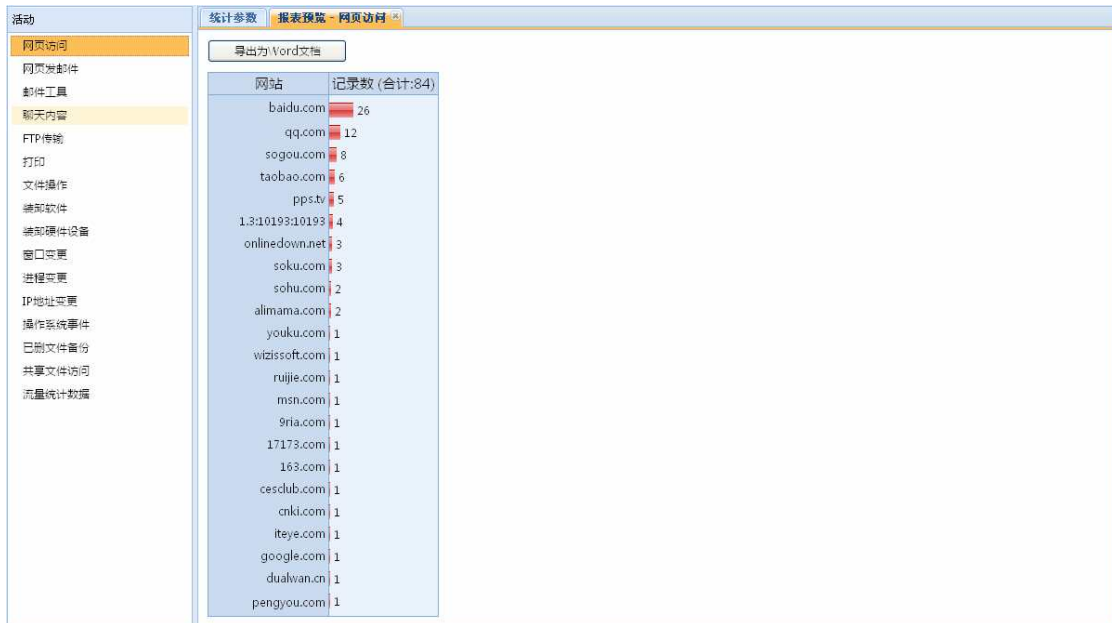 活动
网页访问
网页发邮件
邮件工具
聊天内容
FTP传输
打印
文件操作
装卸软件
装卸硬件设备
窗口变更
进程变更
IP地址变更
操作系统事件
已删文件备份
共享文件访问
流量统计数据
统计参数 报表预览 - 网页访问
导出为Word文档
网站 记录数 (合计:84)
baidu.com 26
qq.com 12
sogou.com 8
taobao.com 6
pps.tv 5
1.3:10193:10193 4
onlinedown.net 3
soku.com 3
sohu.com 2
alimama.com 2
youku.com 1
wizissoft.com 1
ruijie.com 1
msn.com 1
9ria.com 1
17173.com 1
163.com 1
cesclub.com 1
cnki.com 1
iteye.com 1
google.com 1
dualwan.cn 1
pengyou.com 1